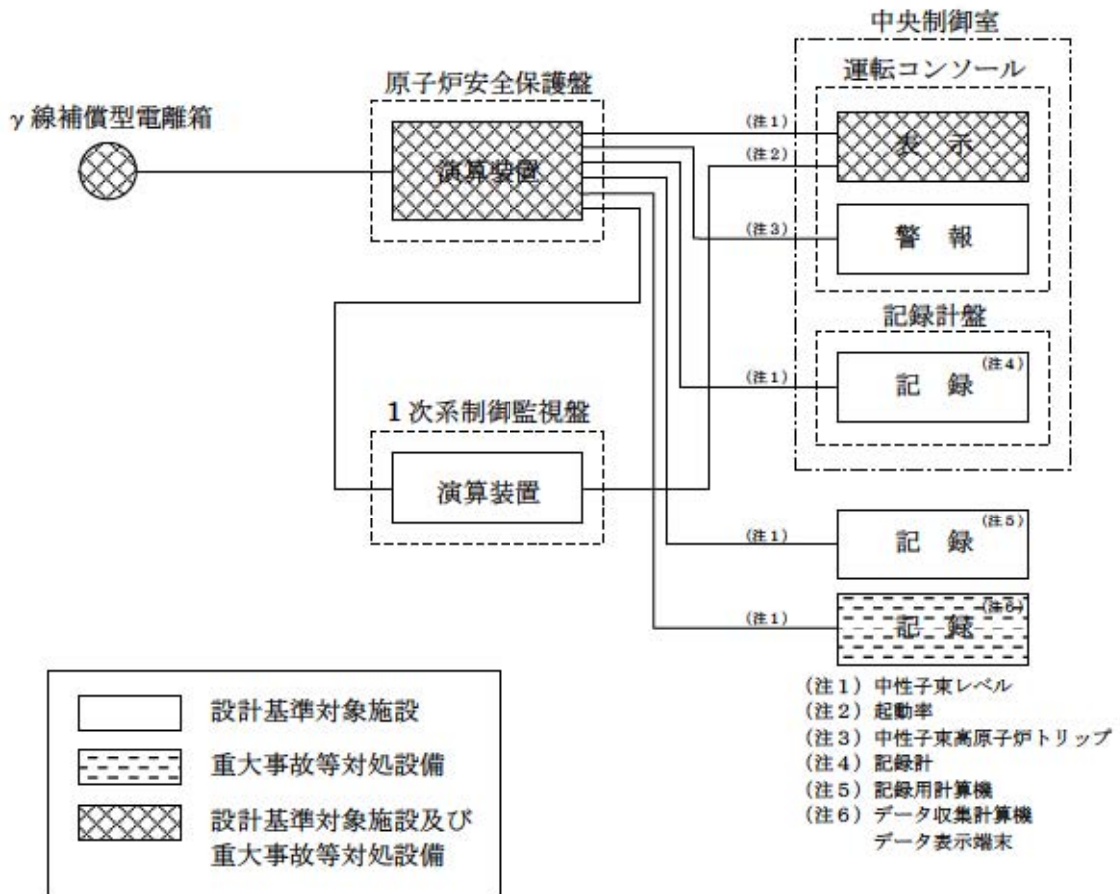 中央制御室
運転コンソール
原子炉安全保護盤
γ線補償型電離箱
演算装置
(注1)
(注2)
表 示
(注3)
警 報
記録計盤
(注1)
記 録
(注4)
1次系制御監視盤
演算装置
(注1)
記 録
(注5)
(注1)
記 録
(注6)
(注1) 中性子束レベル
(注2) 起動率
(注3) 中性子束高原子炉トリップ
(注4) 記録計
(注5) 記録用計算機
(注6) データ収集計算機
データ表示端末
設計基準対象施設
重大事故等対処設備
設計基準対象施設及び
重大事故等対処設備